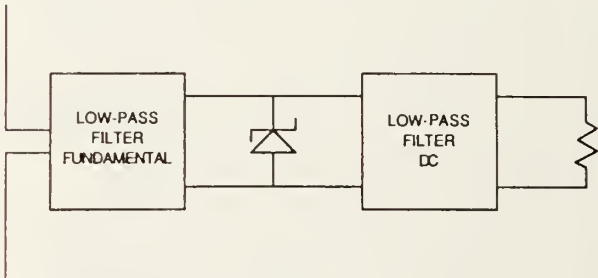 LOW-PASS
FILTER
FUNDAMENTAL
LOW-PASS
FILTER
DC